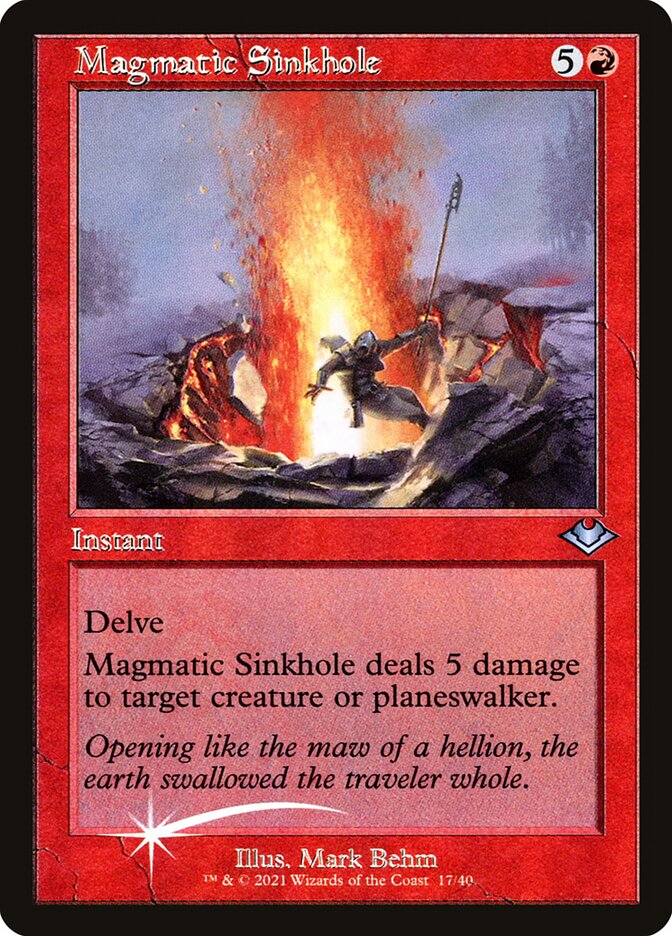 Magmatic Sinkhole 5
Instant
Delve
Magmatic Sinkhole deals 5 damage
to target creature or planeswalker.
Opening like the maw of a hellion, the
earth swallowed the traveler whole.
Illus. Mark Behm
™ & © 2021 Wizards of the Coast 17/40